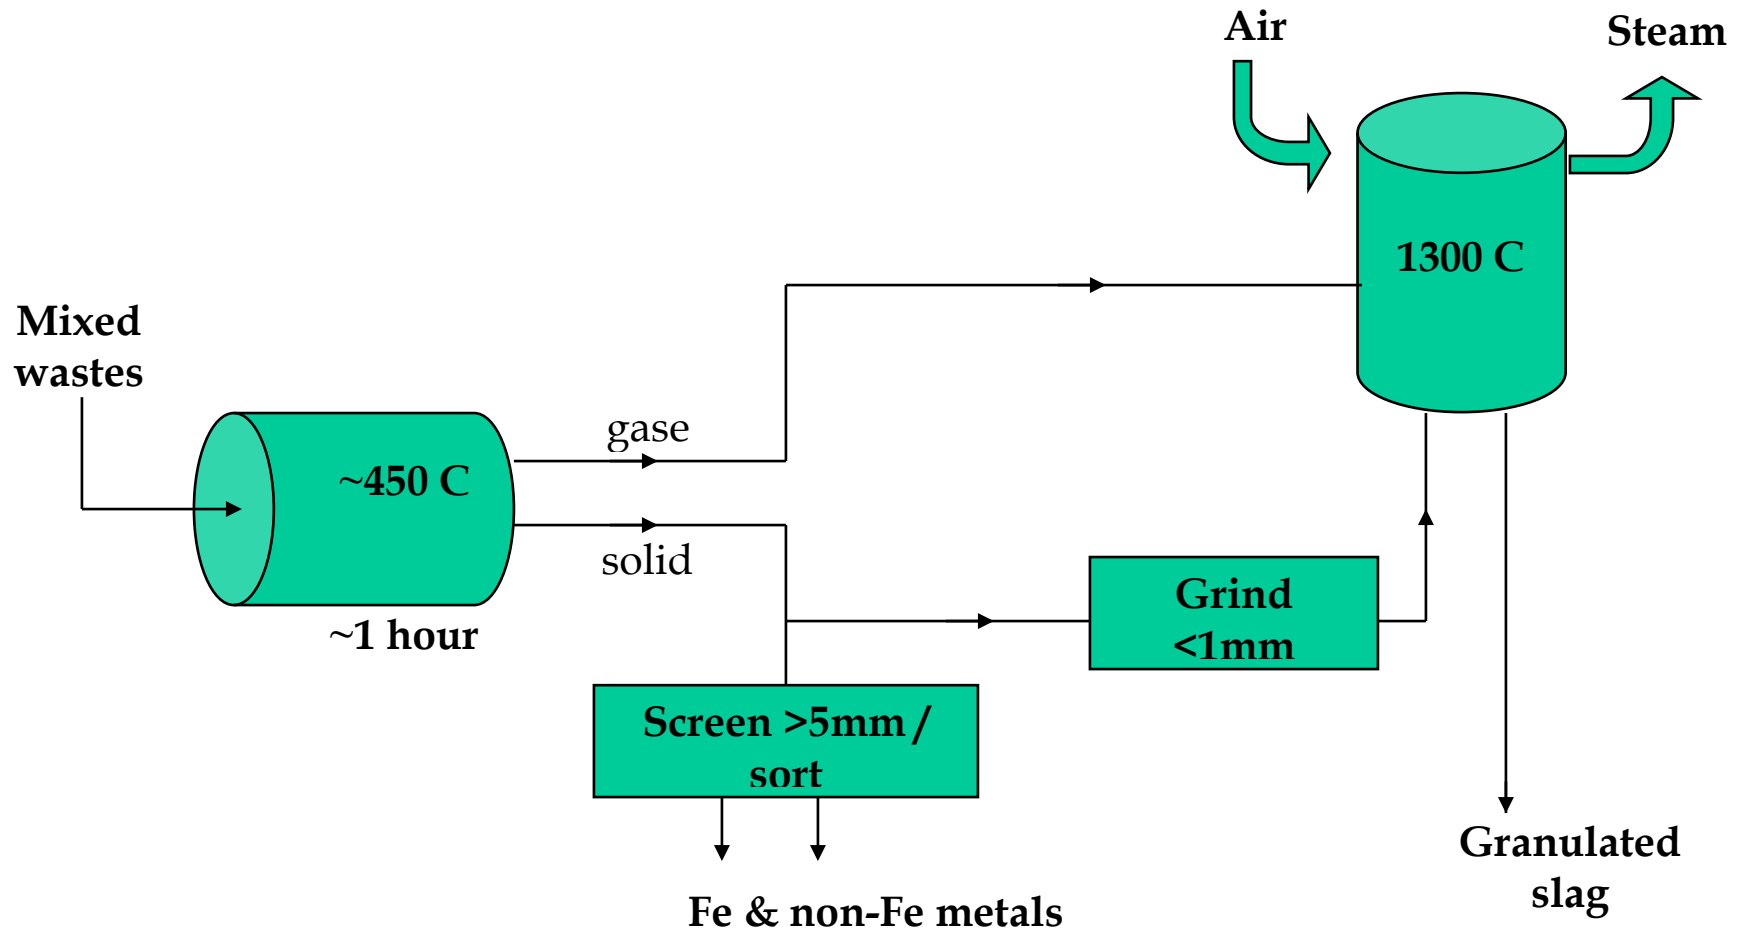 Air
Steam
1300 C
Mixed
wastes
gase
~450 C
solid
~1 hour
Grind
<1mm
Screen >5mm/
sort
Granulated
slag
Fe & non-Fe metals